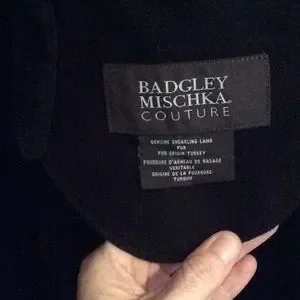 BADGLEY
MISCHKA®
COUTURE
GENUINE SHEARLING LAMB
FUR
FUR ORIGIN: TURKEY
FOURRURE D'AGNEAU DE RASAGE
VERITABLE
ORIGINE DE LA FOURRURE:
TURQUIE